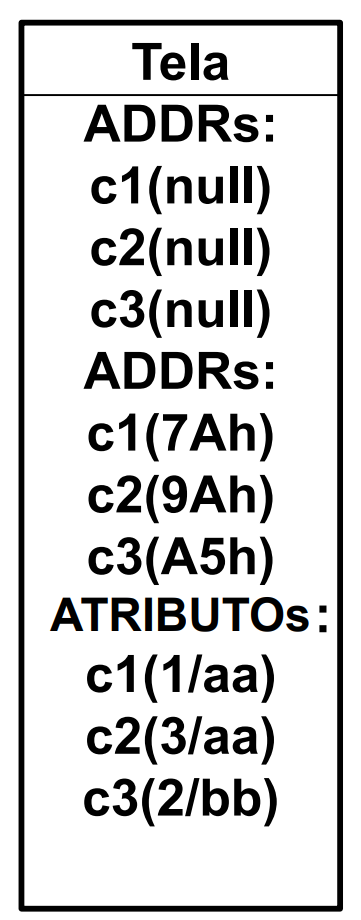 Tela
ADDRs:
c1(null)
c2(null)
c3(null)
ADDRs:
c1(7Ah)
c2(9Ah)
c3(A5h)
ATRIBUTOs:
c1(1/aa)
c2(3/aa)
c3(2/bb)